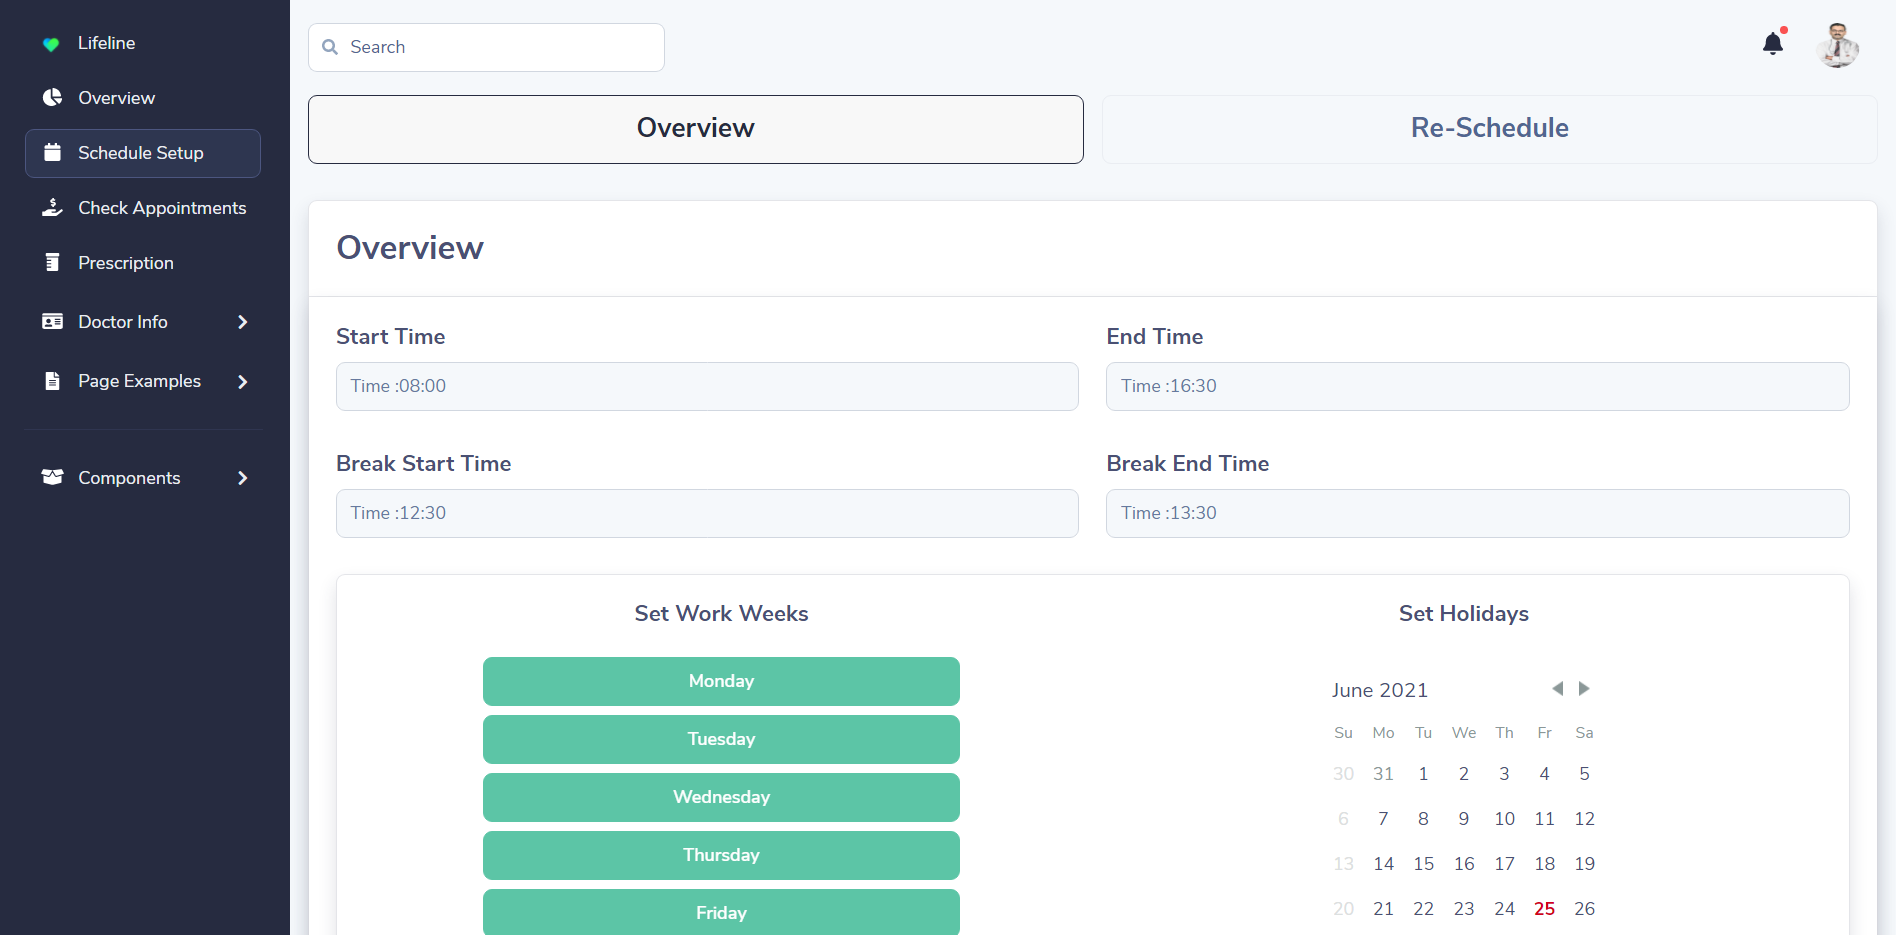 Lifeline
Overview
Schedule Setup
Check Appointments
Prescription
Doctor Info
Page Examples
Components
Search
Overview Re-Schedule
Overview
Start Time End Time
Time :08:00 Time :16:30
Break Start Time Break End Time
Time :12:30 Time :13:30
Set Work Weeks
Monday
Tuesday
Wednesday
Thursday
Friday
Set Holidays
June 2021
Su Mo Tu We Th Fr Sa
30 31 1 2 3 4 5
6 7 8 9 10 11 12
13 14 15 16 17 18 19
20 21 22 23 24 25 26